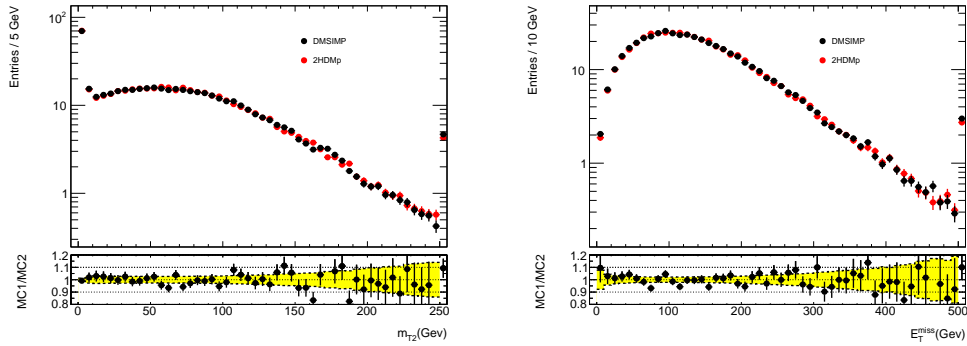 Entries / 5 GeV
10²
10
1
DMSIMP
2HDMp
MC1/MC2
1.2
1.1
1
0.9
0.8
0 50 100 150 200 250
m_T2(Gev)
Entries / 10 GeV
10
1
DMSIMP
2HDMp
MC1/MC2
1.2
1.1
1
0.9
0.8
0 100 200 300 400 500
E_T^miss(Gev)